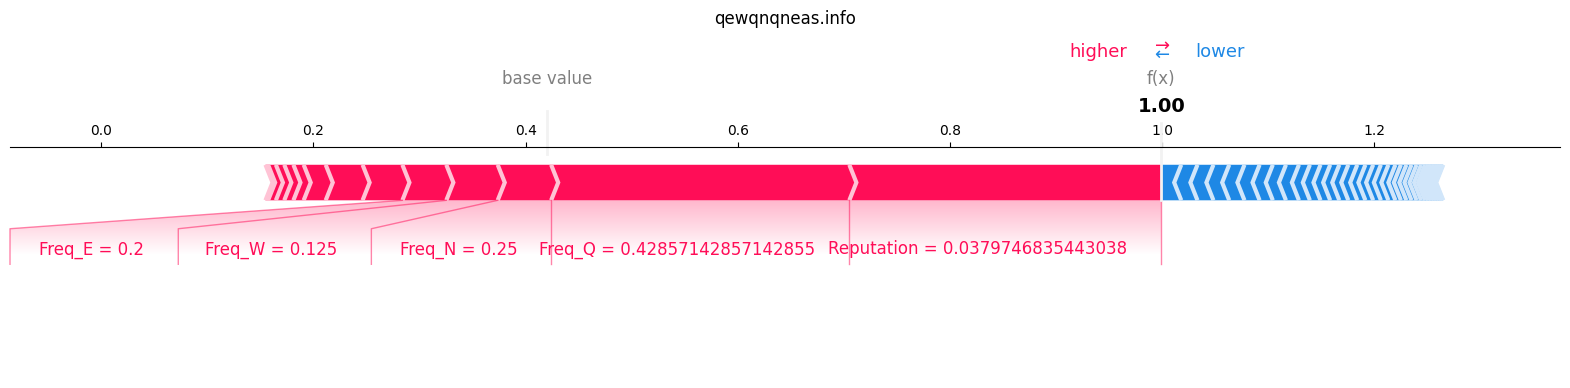 qewqnqneas.info
higher ⇄ lower
base value f(x)
1.00
0.0 0.2 0.4 0.6 0.8 1.0 1.2
Freq_E = 0.2 Freq_W = 0.125 Freq_N = 0.25 Freq_Q = 0.42857142857142855 Reputation = 0.0379746835443038